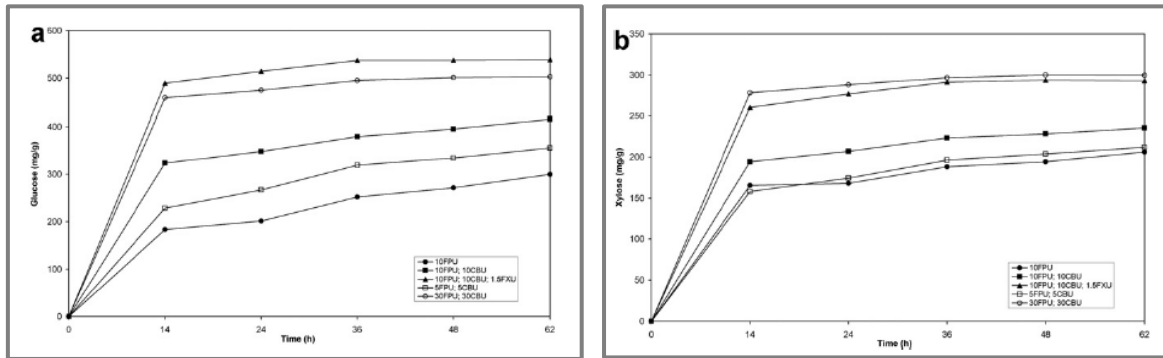 a
600
500
400
300
200
100
0
Glucose (mg/g)
0 14 24 36 48 62
Time (h)
10FPU
10FPU; 10CBU
10FPU; 10CBU; 1.5FXU
5FPU; 5CBU
30FPU; 30CBU
b
350
300
250
200
150
100
50
0
Xylose (mg/g)
0 14 24 36 48 62
Time (h)
10FPU
10FPU; 10CBU
10FPU; 10CBU; 1.5FXU
5FPU; 5CBU
30FPU; 30CBU